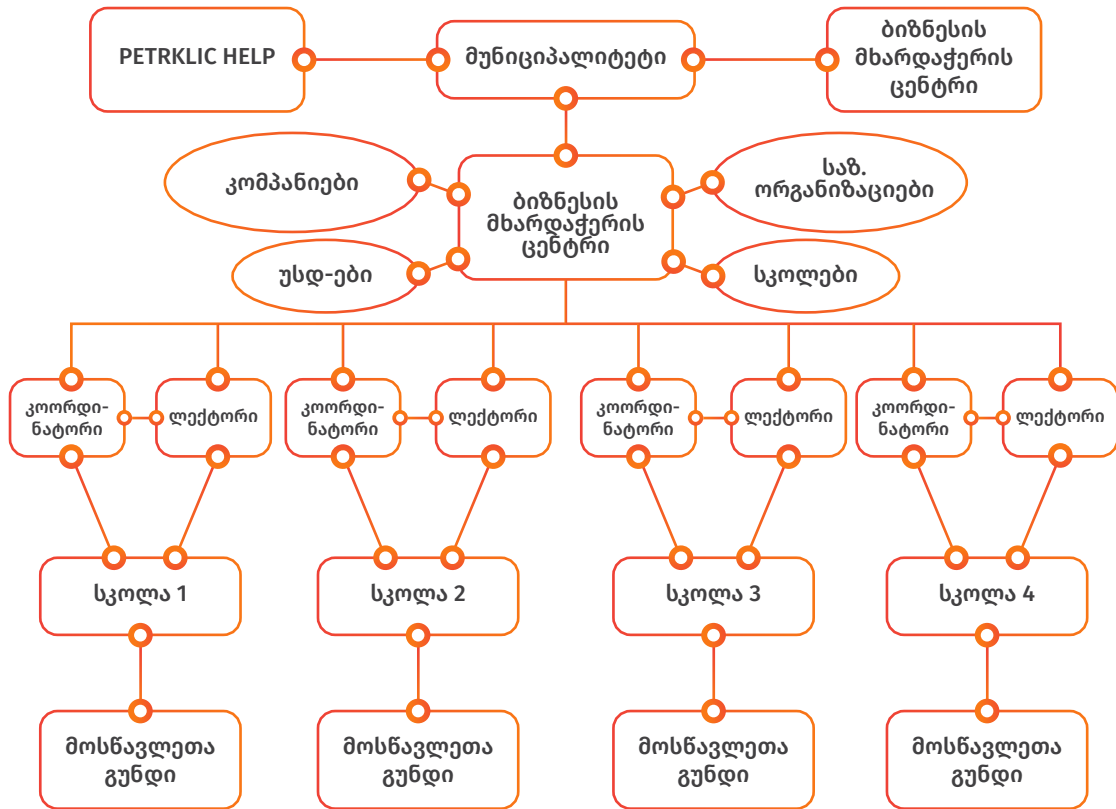 PETRKLIC HELP
მუნიციპალიტეტი
ბიზნესის
მხარდაჭერის
ცენტრი
კომპანიები
ბიზნესის
მხარდაჭერის
ცენტრი
საზ.
ორგანიზაციები
უსდ-ები
სკოლები
კოორდი-
ნატორი
ლექტორი
კოორდი-
ნატორი
ლექტორი
კოორდი-
ნატორი
ლექტორი
კოორდი-
ნატორი
ლექტორი
სკოლა 1
სკოლა 2
სკოლა 3
სკოლა 4
მოსწავლეთა
გუნდი
მოსწავლეთა
გუნდი
მოსწავლეთა
გუნდი
მოსწავლეთა
გუნდი